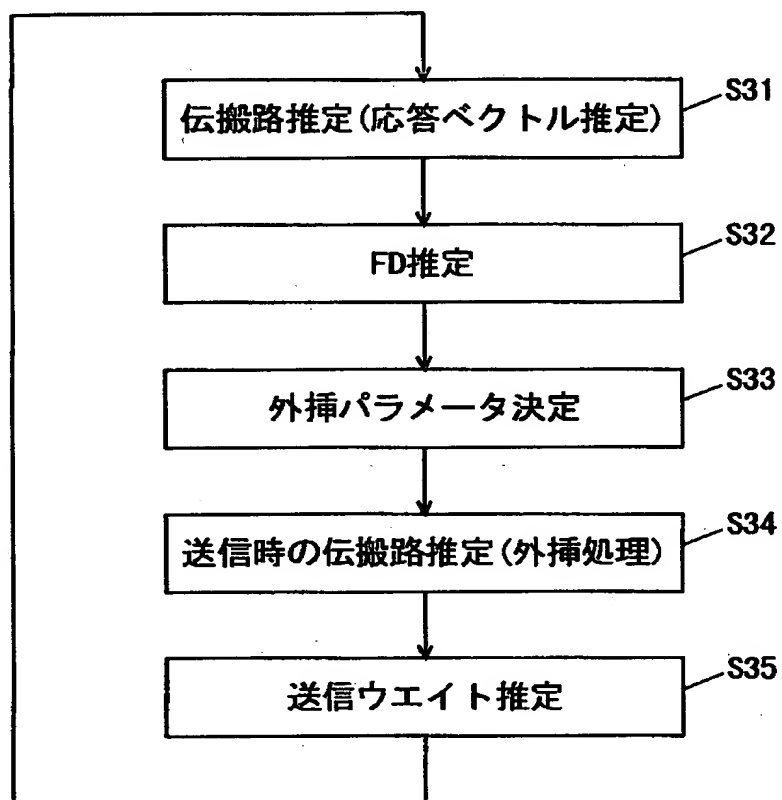 S31
伝搬路推定(応答ベクトル推定)
S32
FD推定
S33
外挿パラメータ決定
S34
送信時の伝搬路推定(外挿処理)
S35
送信ウエイト推定